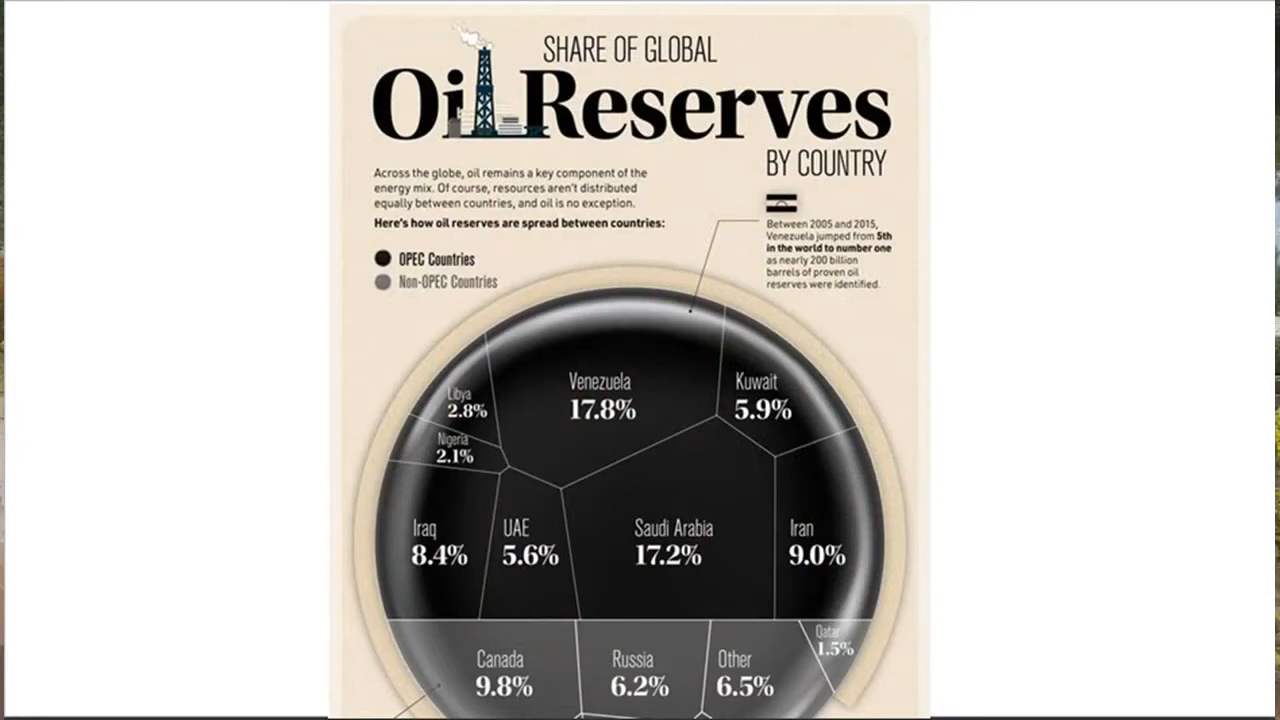 SHARE OF GLOBAL
Oil Reserves
BY COUNTRY
Across the globe, oil remains a key component of the
energy mix. Of course, resources aren't distributed
equally between countries, and oil is no exception.
Here's how oil reserves are spread between countries:
OPEC Countries
Non-OPEC Countries
Between 2005 and 2015,
Venezuela jumped from 5th
in the world to number one
as nearly 200 billion
barrels of proven oil
reserves were identified.
Libya
2.8%
Venezuela
17.8%
Kuwait
5.9%
Nigeria
2.1%
Iraq
8.4%
UAE
5.6%
Saudi Arabia
17.2%
Iran
9.0%
Canada
9.8%
Russia
6.2%
Other
6.5%
Qatar
1.5%